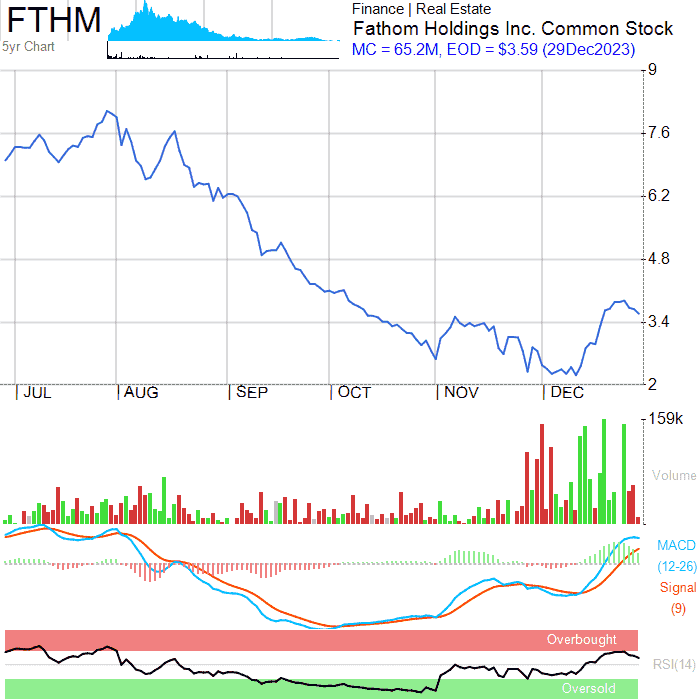 FTHM
5yr Chart
Finance | Real Estate
Fathom Holdings Inc. Common Stock
MC = 65.2M, EOD = $3.59 (29Dec2023)
9
7.6
6.2
4.8
3.4
2
JUL AUG SEP OCT NOV DEC
159k
Volume
MACD
(12-26)
Signal
(9)
Overbought
RSI(14)
Oversold